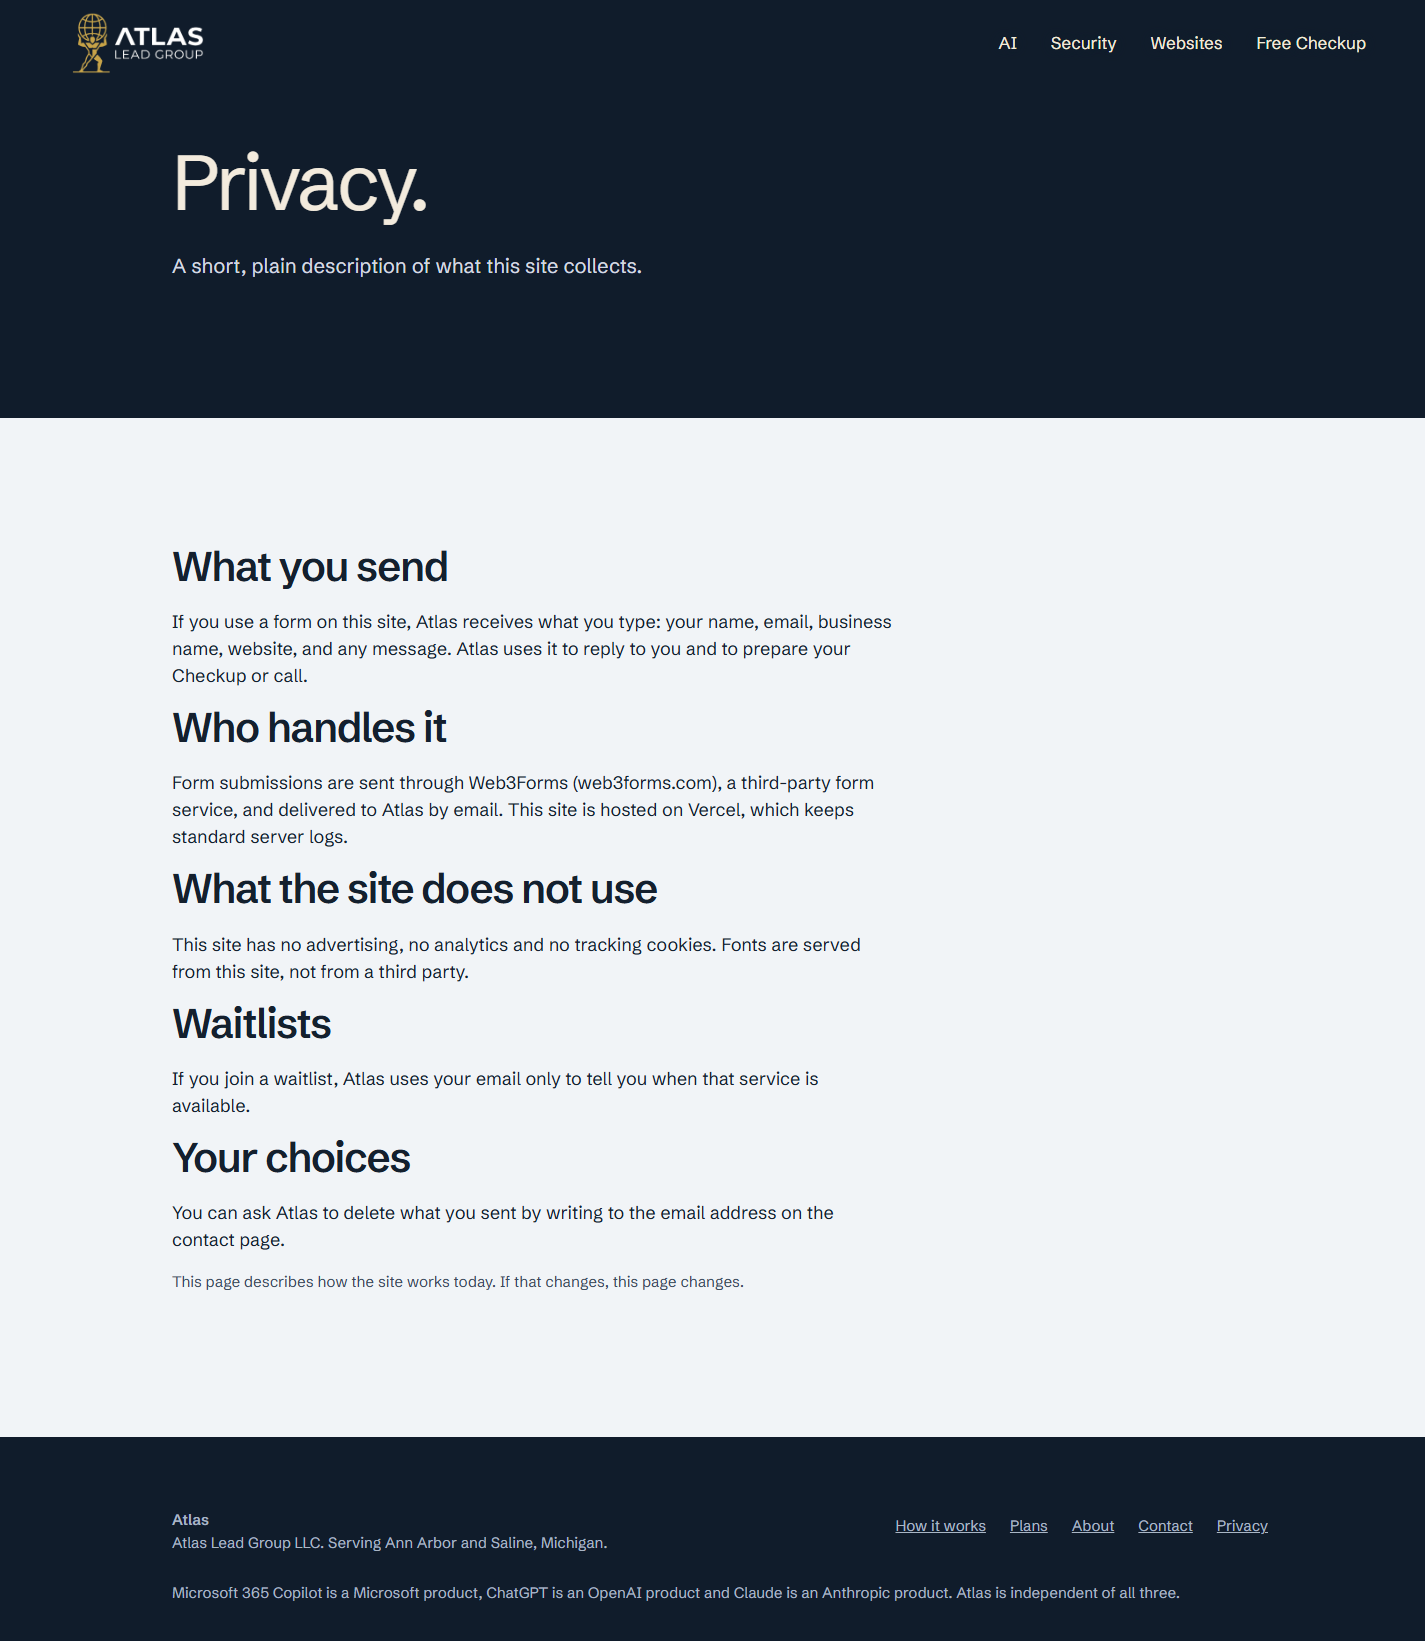 ATLAS
LEAD GROUP
AI Security Websites Free Checkup
Privacy.
A short, plain description of what this site collects.
What you send
If you use a form on this site, Atlas receives what you type: your name, email, business
name, website, and any message. Atlas uses it to reply to you and to prepare your
Checkup or call.
Who handles it
Form submissions are sent through Web3Forms (web3forms.com), a third-party form
service, and delivered to Atlas by email. This site is hosted on Vercel, which keeps
standard server logs.
What the site does not use
This site has no advertising, no analytics and no tracking cookies. Fonts are served
from this site, not from a third party.
Waitlists
If you join a waitlist, Atlas uses your email only to tell you when that service is
available.
Your choices
You can ask Atlas to delete what you sent by writing to the email address on the
contact page.
This page describes how the site works today. If that changes, this page changes.
Atlas
Atlas Lead Group LLC. Serving Ann Arbor and Saline, Michigan.
How it works Plans About Contact Privacy
Microsoft 365 Copilot is a Microsoft product, ChatGPT is an OpenAI product and Claude is an Anthropic product. Atlas is independent of all three.